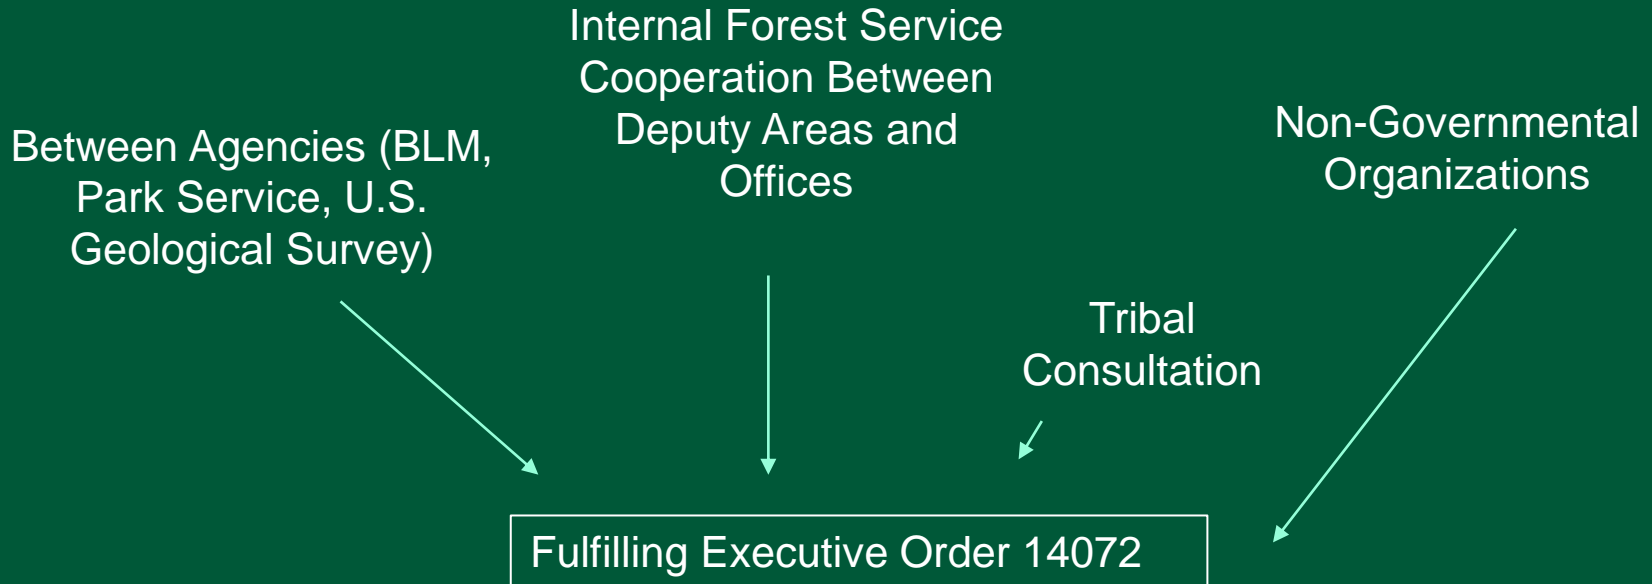 Internal Forest Service
Cooperation Between
Deputy Areas and
Offices
Between Agencies (BLM,
Park Service, U.S.
Geological Survey)
Non-Governmental
Organizations
Tribal
Consultation
Fulfilling Executive Order 14072